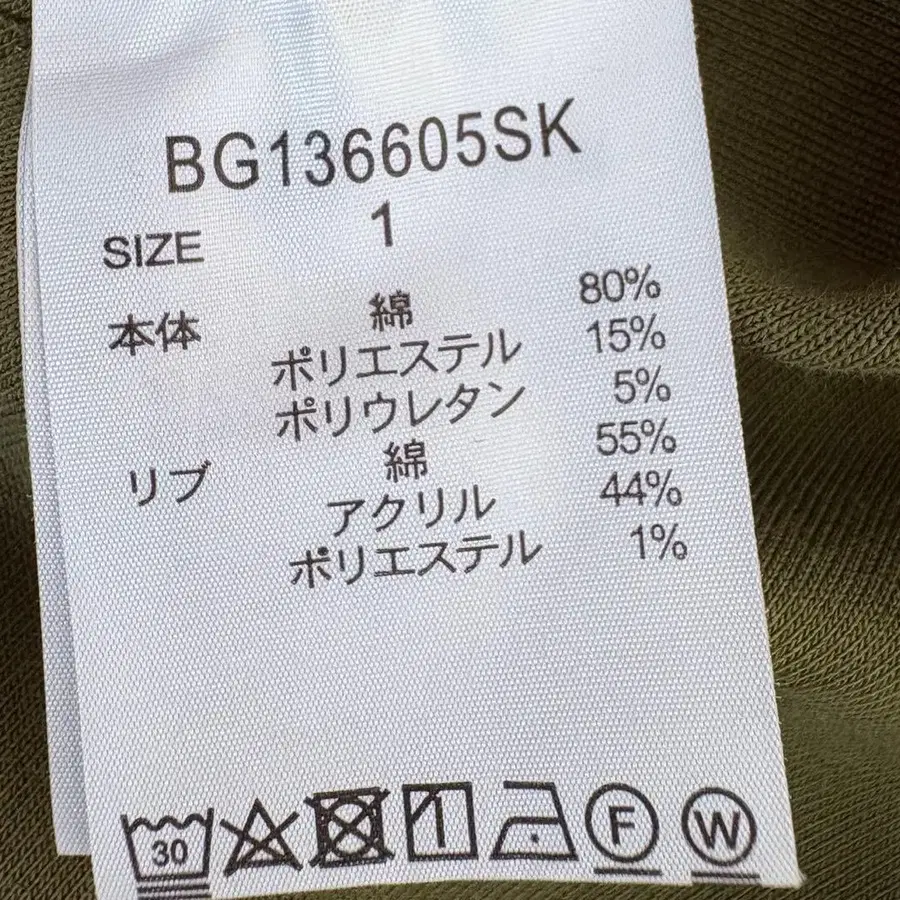 BG136605SK
SIZE 1
本体 綿 80%
ポリエステル 15%
ポリウレタン 5%
リブ 綿 55%
アクリル 44%
ポリエステル 1%
30 F W